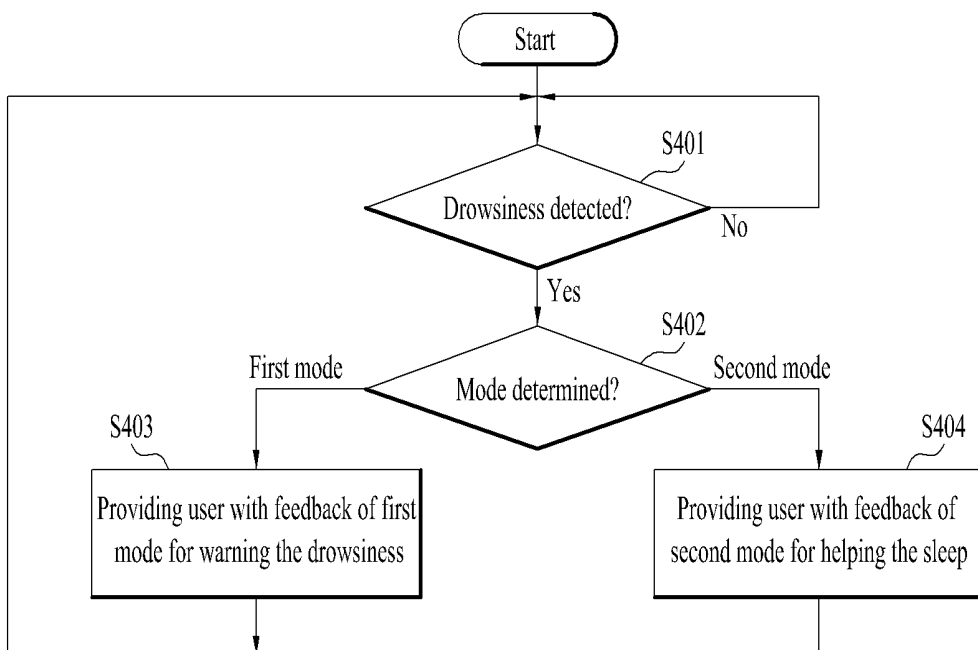 Start
S401
Drowsiness detected?
No
Yes
S402
First mode
Second mode
Mode determined?
S403
S404
Providing user with feedback of first
mode for warning the drowsiness
Providing user with feedback of
second mode for helping the sleep